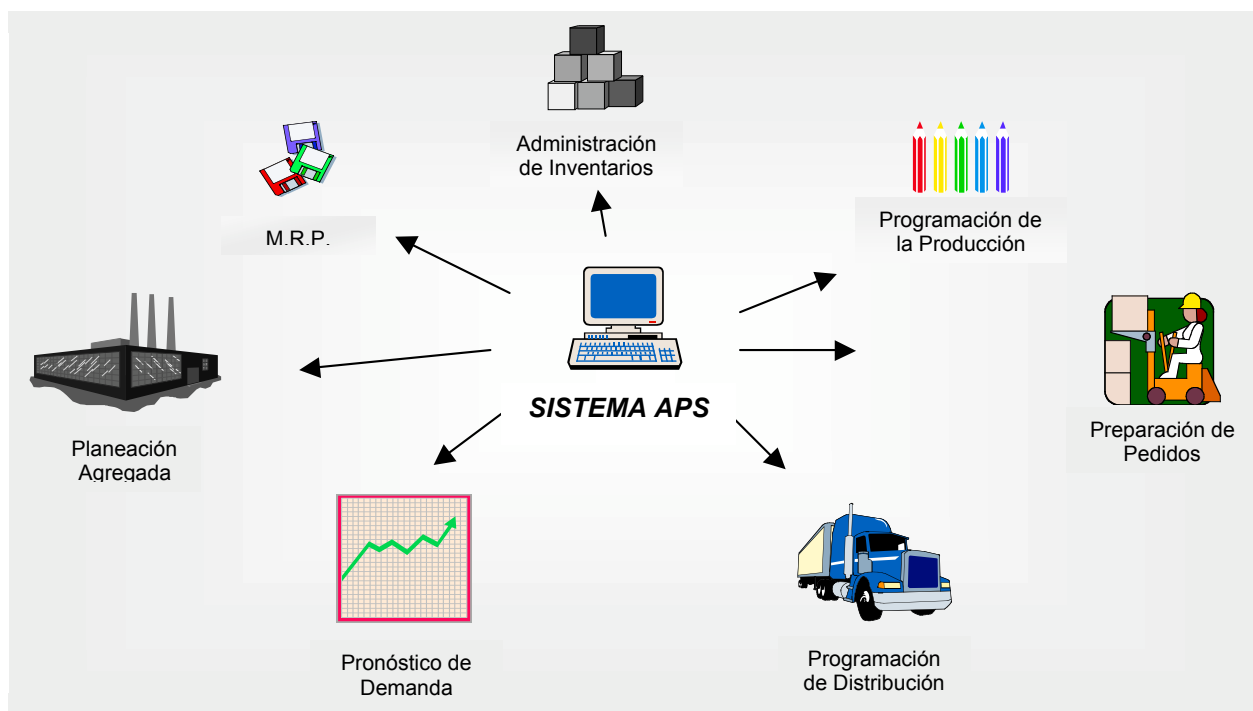 Administración
de Inventarios
M.R.P.
Programación de
la Producción
SISTEMA APS
Planeación
Agregada
Preparación de
Pedidos
Pronóstico de
Demanda
Programación
de Distribución